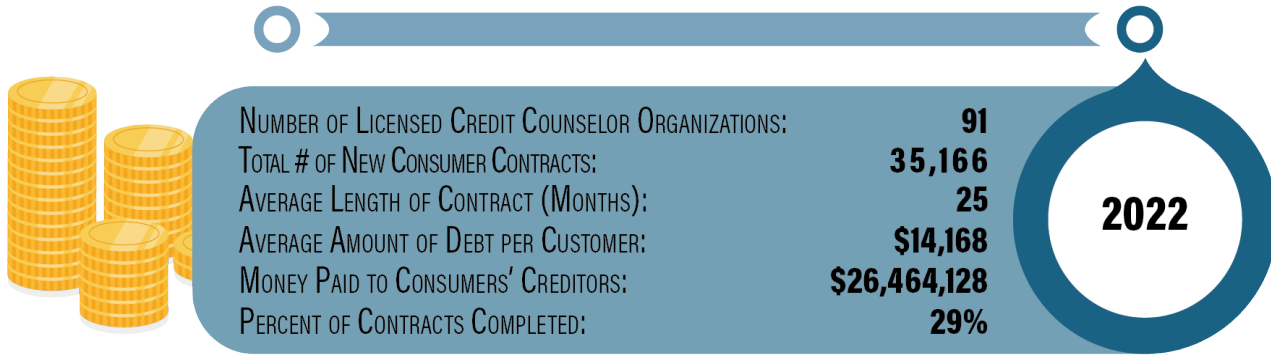 Number of Licensed Credit Counselor Organizations: 91
Total # of New Consumer Contracts: 35,166
Average Length of Contract (Months): 25
Average Amount of Debt per Customer: $14,168
Money Paid to Consumers' Creditors: $26,464,128
Percent of Contracts Completed: 29%
2022